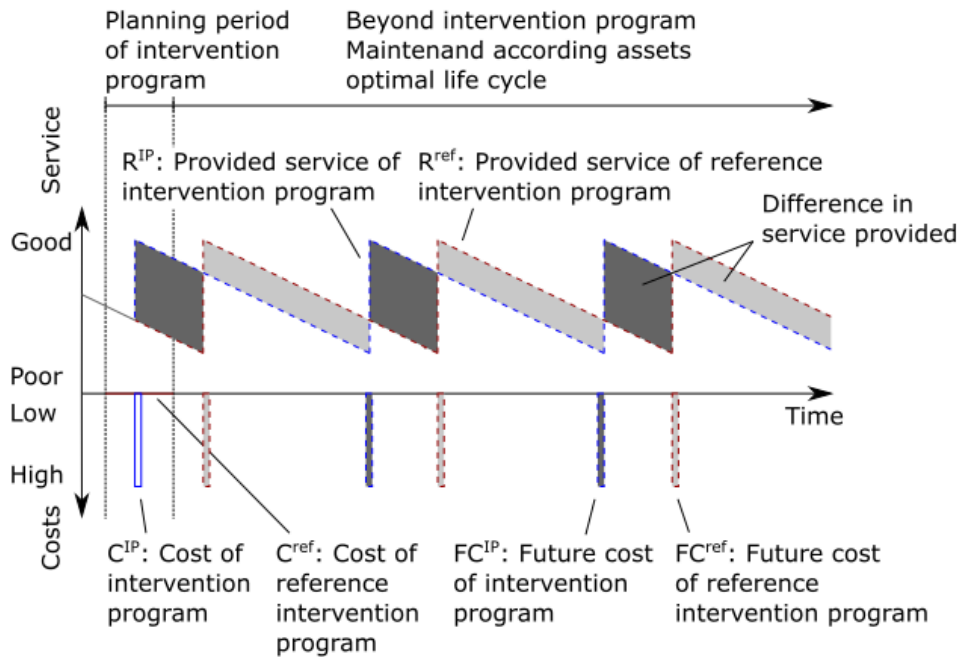 Planning period
of intervention
program
Beyond intervention program
Maintenand according assets
optimal life cycle
Service
R^IP: Provided service of
intervention program
R^ref: Provided service of reference
intervention program
Difference in
service provided
Good
Poor
Low
High
Costs
Time
C^IP: Cost of
intervention
program
C^ref: Cost of
reference
intervention
program
FC^IP: Future cost
of intervention
program
FC^ref: Future cost
of reference
intervention program